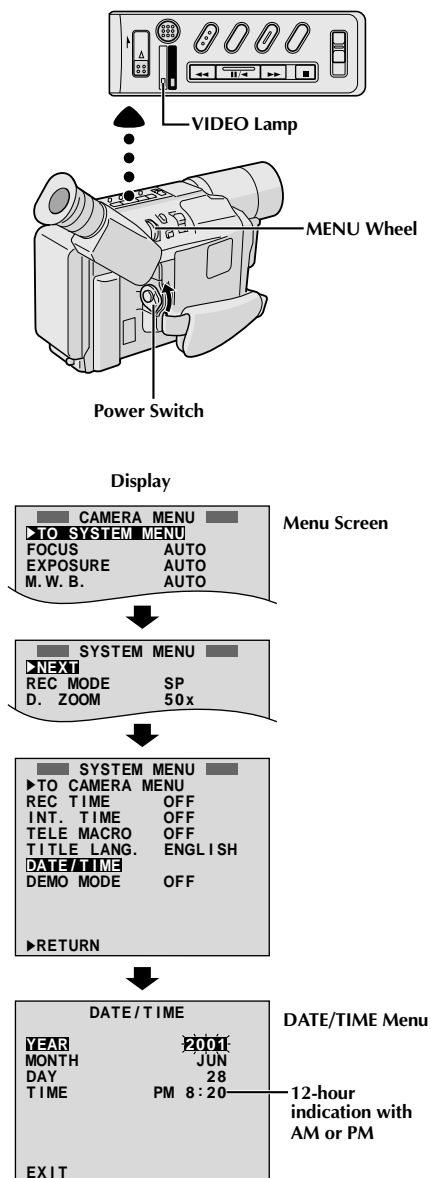 VIDEO Lamp
MENU Wheel
Power Switch
Display
Menu Screen
CAMERA MENU
▶TO SYSTEM MENU
FOCUS AUTO
EXPOSURE AUTO
M. W. B. AUTO
SYSTEM MENU
▶NEXT
REC MODE SP
D. ZOOM 50x
SYSTEM MENU
▶TO CAMERA MENU
REC TIME OFF
INT. TIME OFF
TELE MACRO OFF
TITLE LANG. ENGLISH
DATE/TIME
DEMO MODE OFF
▶RETURN
DATE/TIME Menu
DATE/TIME
YEAR 2001
MONTH JUN
DAY 28
TIME PM 8:20
12-hour
indication with
AM or PM
EXIT